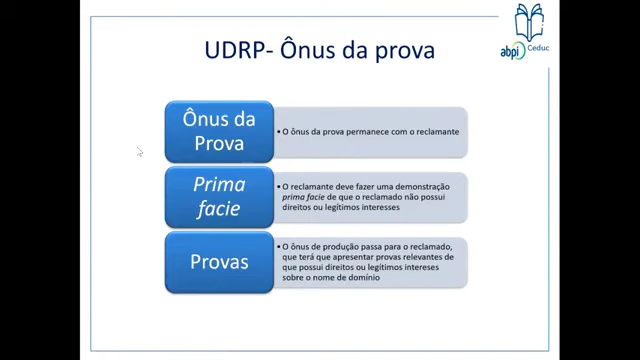 abpi Ceduc
UDRP- Ônus da prova
Ônus da
Prova
• O ônus da prova permanece com o reclamante
Prima
facie
• O reclamante deve fazer uma demonstração
prima facie de que o reclamado não possui
direitos ou legítimos interesses
Provas
• O ônus de produção passa para o reclamado,
que terá que apresentar provas relevantes de
que possui direitos ou legítimos intereses
sobre o nome de domínio